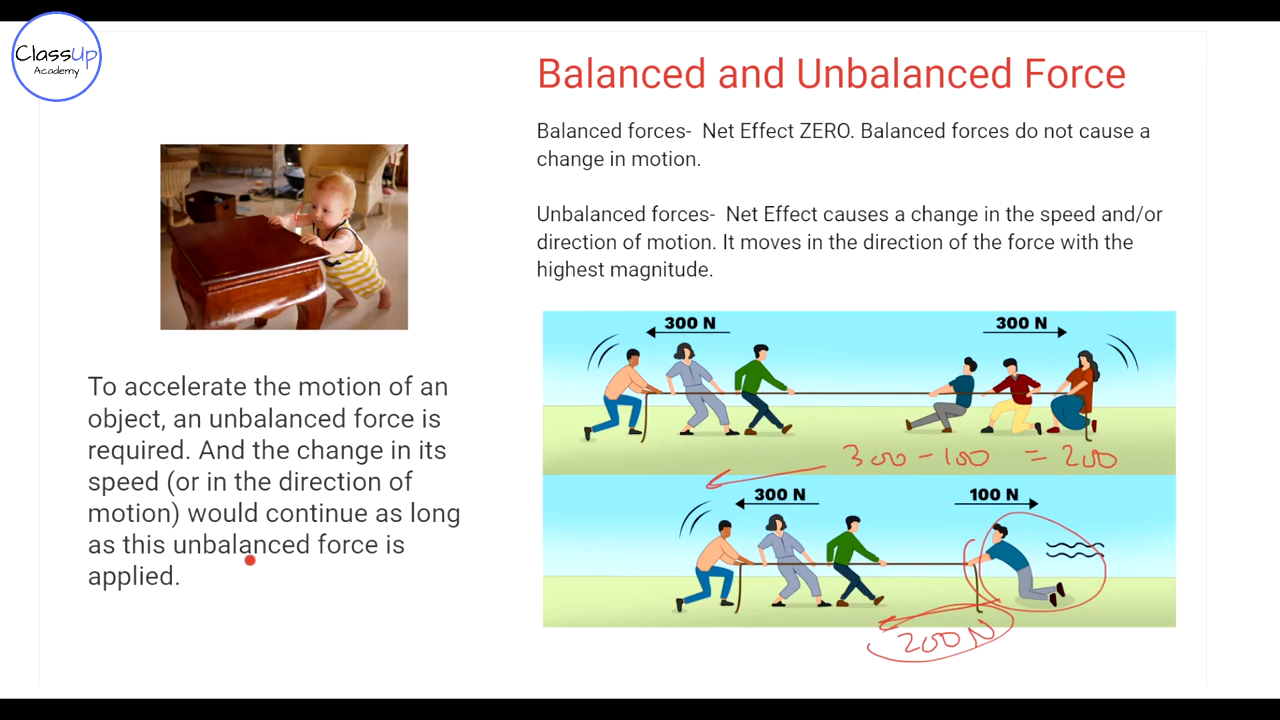 ClassUp
Academy
Balanced and Unbalanced Force
Balanced forces- Net Effect ZERO. Balanced forces do not cause a
change in motion.
Unbalanced forces- Net Effect causes a change in the speed and/or
direction of motion. It moves in the direction of the force with the
highest magnitude.
To accelerate the motion of an
object, an unbalanced force is
required. And the change in its
speed (or in the direction of
motion) would continue as long
as this unbalanced force is
applied.
300 N
300 N
300 - 100 = 200
300 N
100 N
200 N